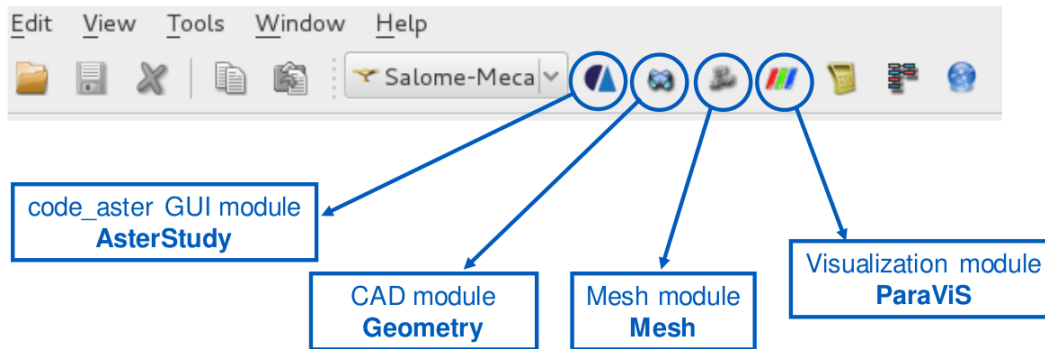 Edit View Tools Window Help
Salome-Meca
code_aster GUI module
AsterStudy
CAD module
Geometry
Mesh module
Mesh
Visualization module
ParaViS